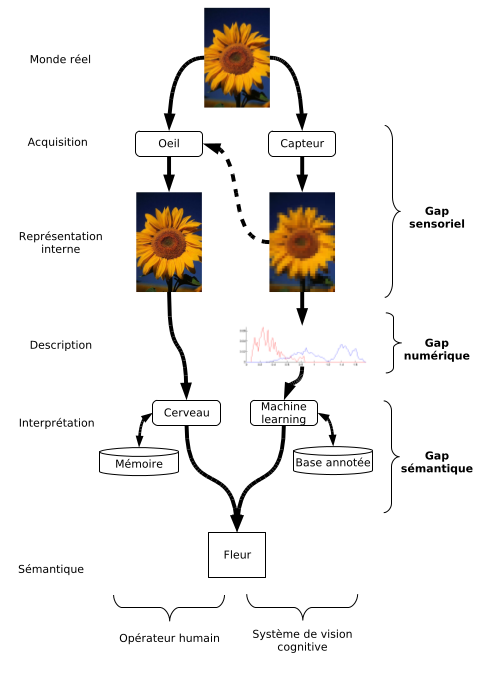 Monde réel
Acquisition
Oeil
Capteur
Gap
sensoriel
Représentation
interne
Description
Gap
numérique
Interprétation
Cerveau
Machine
learning
Mémoire
Base annotée
Gap
sémantique
Fleur
Sémantique
Opérateur humain
Système de vision
cognitive